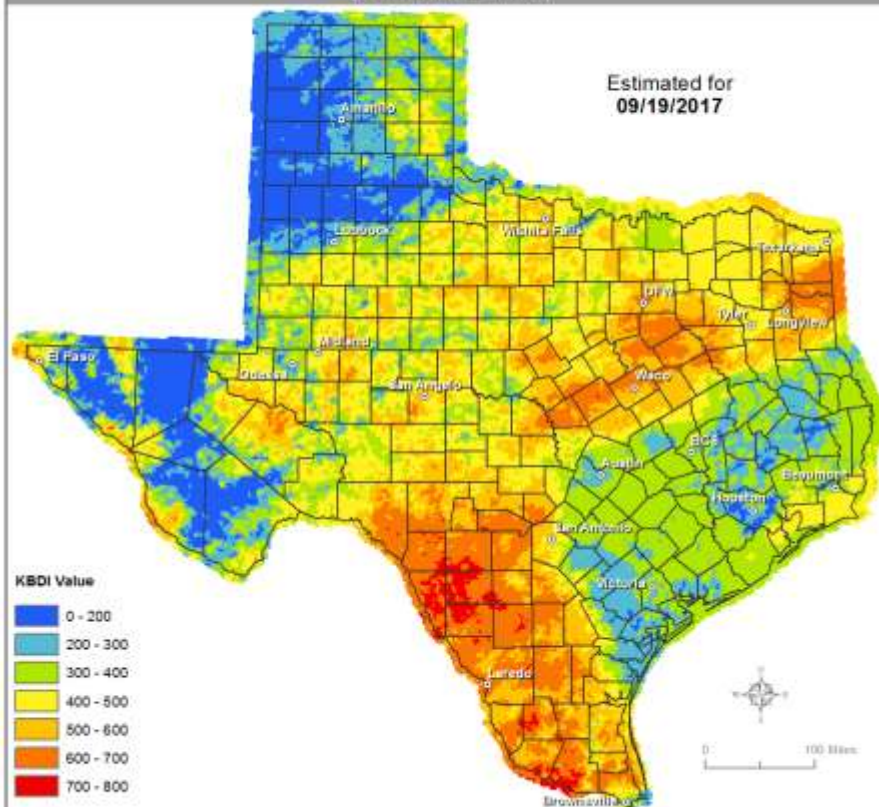 Estimated for
09/19/2017
Amarillo
Lubbock
Wichita Falls
Texarkana
DFW
Tyler
Longview
El Paso
Midland
Odessa
San Angelo
Waco
BCS
Austin
Beaumont
Houston
San Antonio
Victoria
Laredo
Brownsville
KBDI Value
0 - 200
200 - 300
300 - 400
400 - 500
500 - 600
600 - 700
700 - 800
0 100 Miles